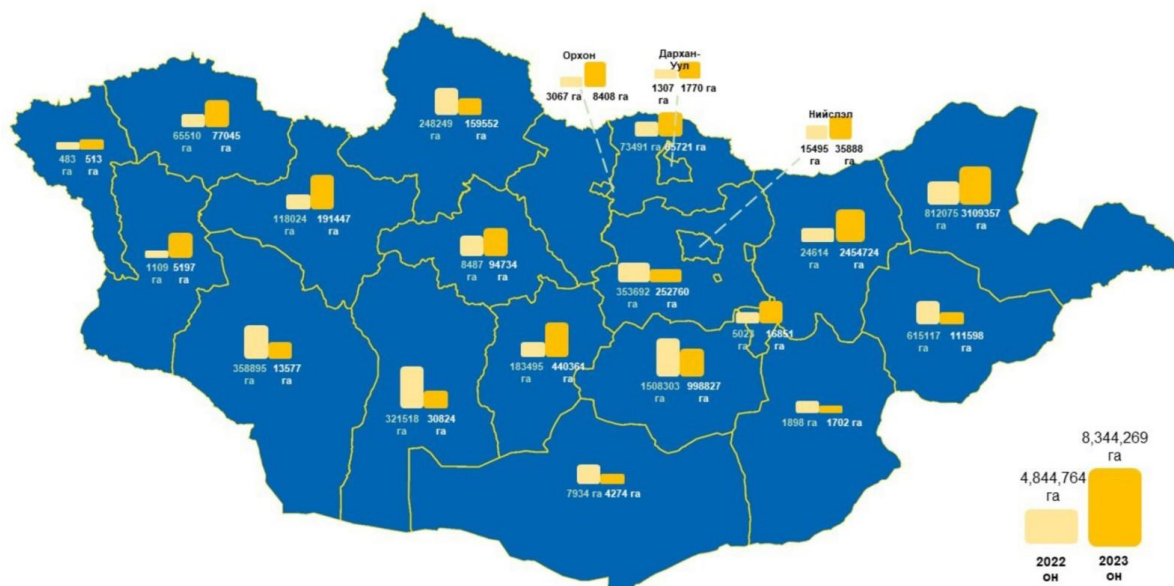 Орхон
3067 га 8408 га
Дархан-
Уул
1307 1770 га
га
Нийслэл
15495 35888
га га
248249 159552
га га
65510 77045
га га
483 513
га га
73491 га 65721 га
118024 191447
га га
812075 3109357
га га
1109 5197
га га
8487 94734
га га
24614 2454724
га га
353692 252760
га га
5023 16851
га га
615117 111598
га га
358895 13577
га га
183495 440361
га га
1508303 998827
га га
321518 30824
га га
1898 га 1702 га
7934 га 4274 га
8,344,269
га
4,844,764
га
2022 2023
он он